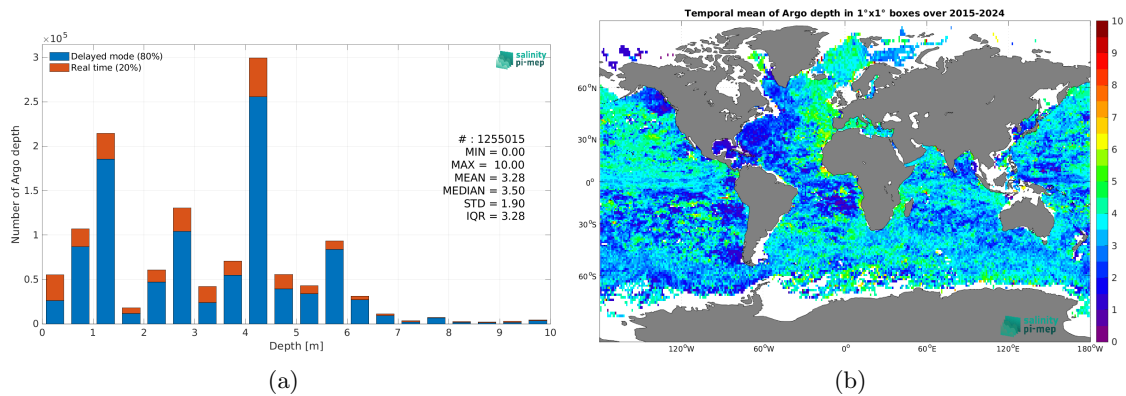 ×10^5
3
2.5
2
1.5
1
0.5
0
Number of Argo depth
Delayed mode (80%)
Real time (20%)
salinity
pi-mep
# : 1255015
MIN = 0.00
MAX = 10.00
MEAN = 3.28
MEDIAN = 3.50
STD = 1.90
IQR = 3.28
0 1 2 3 4 5 6 7 8 9 10
Depth [m]
(a)
Temporal mean of Argo depth in 1°x1° boxes over 2015-2024
60°N
30°N
0°
30°S
60°S
120°W 60°W 0° 60°E 120°E 180°W
salinity
pi-mep
10
9
8
7
6
5
4
3
2
1
0
(b)